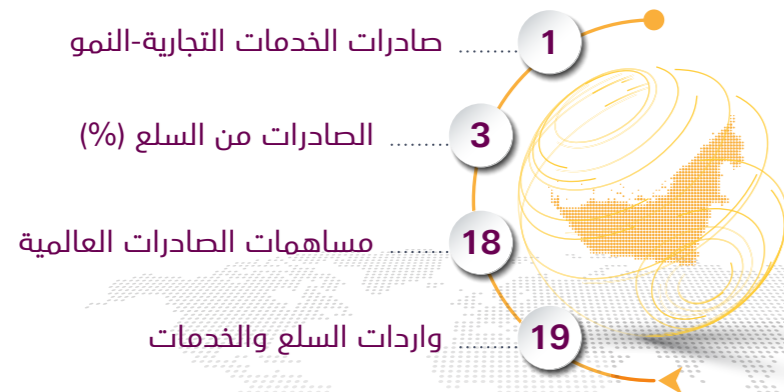 1 ......... صادرات الخدمات التجارية-النمو
3 ......... الصادرات من السلع (%)
18 ......... مساهمات الصادرات العالمية
19 ......... واردات السلع والخدمات